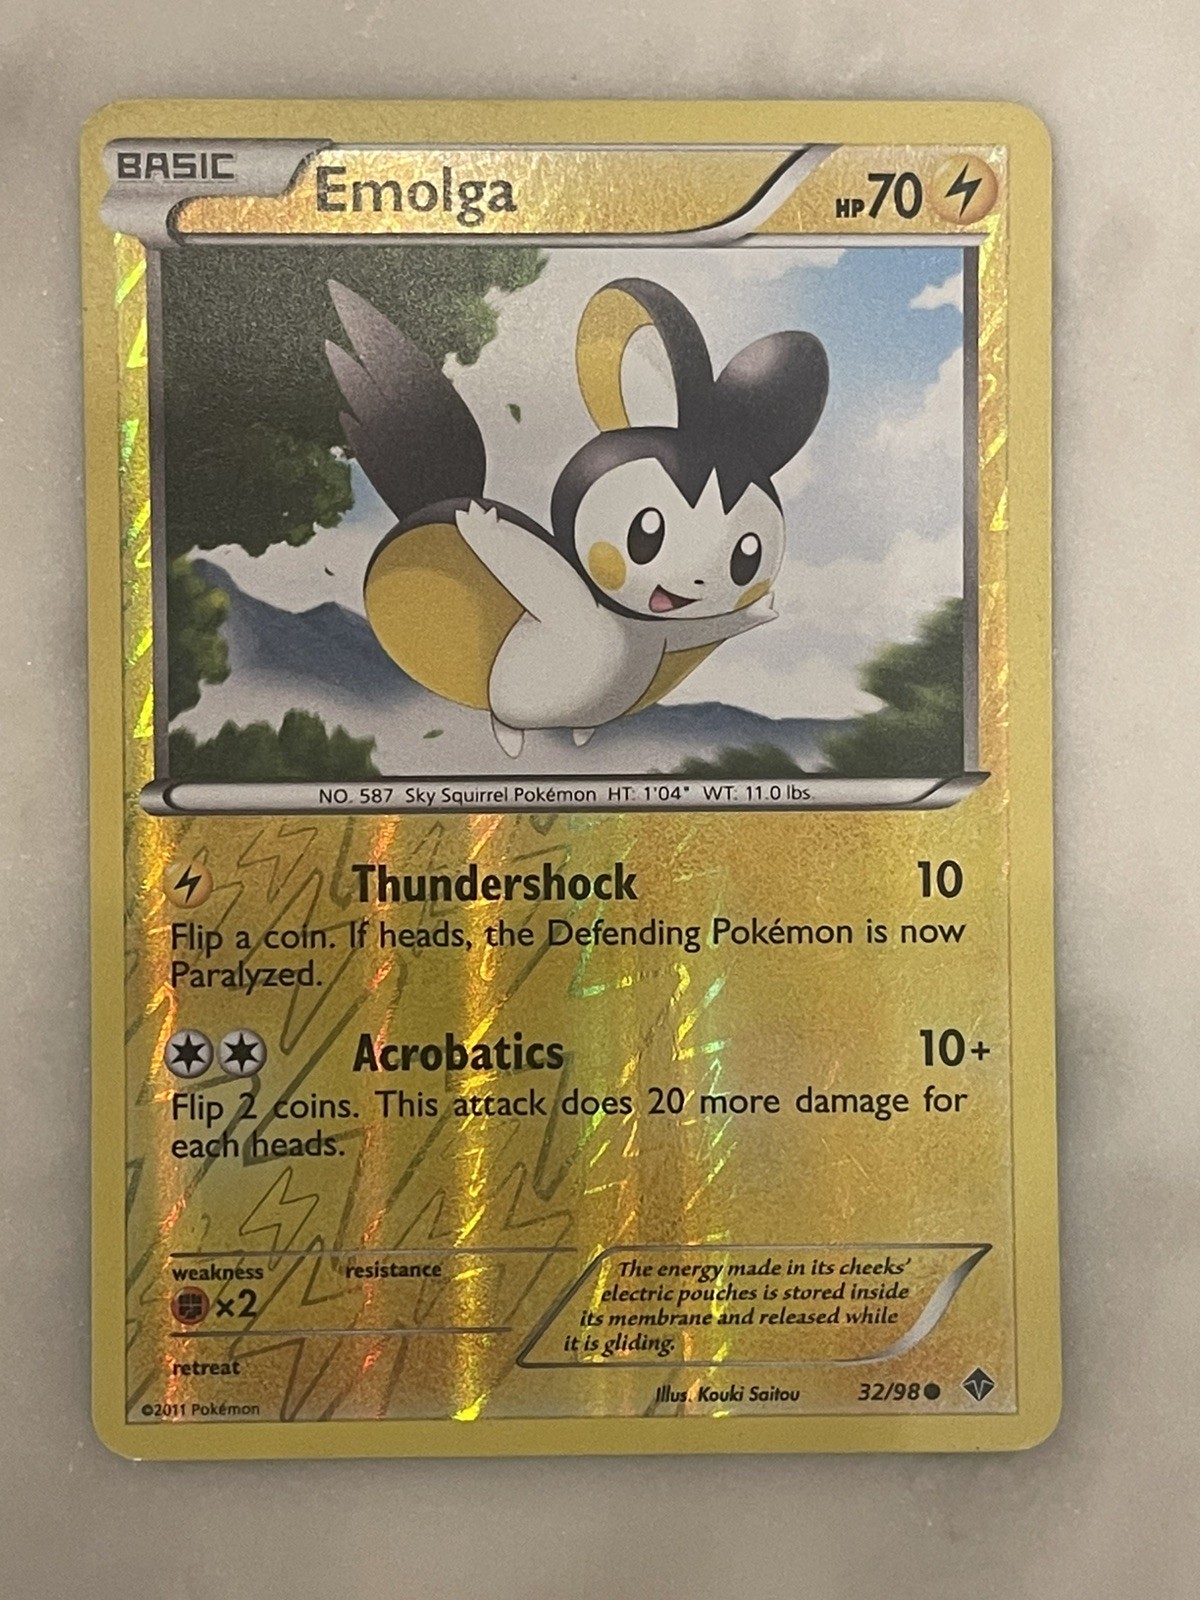 BASIC
Emolga
HP70
NO. 587 Sky Squirrel Pokémon HT: 1'04" WT: 11.0 lbs.
Thundershock 10
Flip a coin. If heads, the Defending Pokémon is now
Paralyzed.
Acrobatics 10+
Flip 2 coins. This attack does 20 more damage for
each heads.
weakness resistance
×2
The energy made in its cheeks'
electric pouches is stored inside
its membrane and released while
it is gliding.
retreat
Illus. Kouki Saitou 32/98
©2011 Pokémon